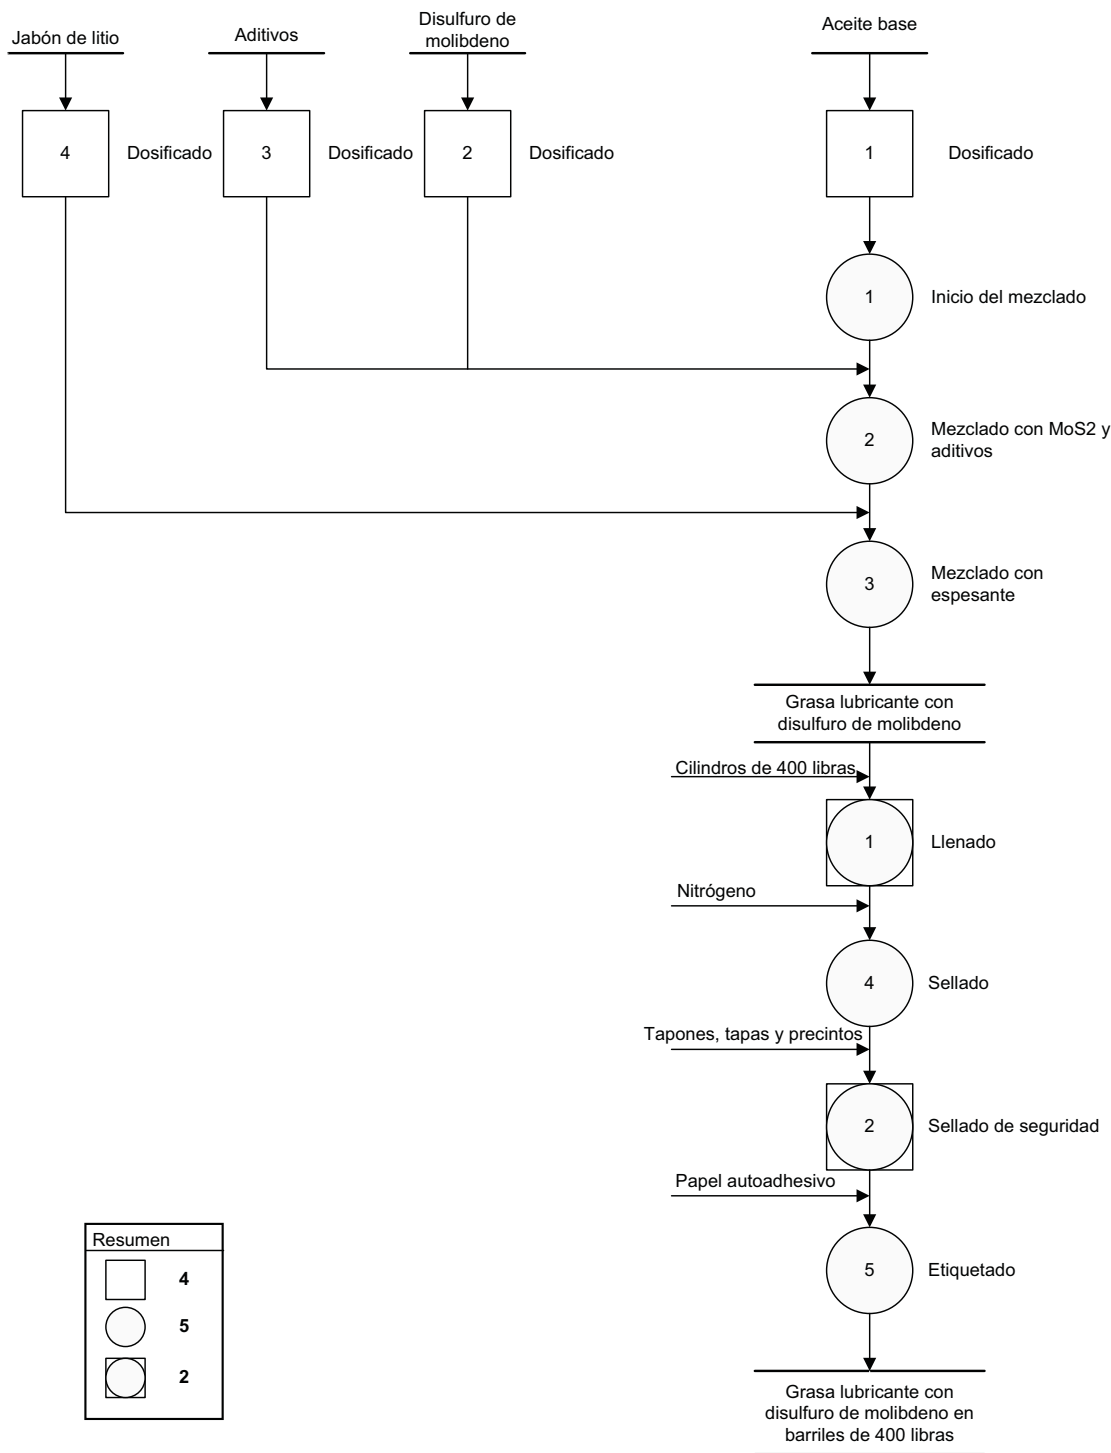 Jabón de litio
Aditivos
Disulfuro de
molibdeno
Aceite base
4
Dosificado
3
Dosificado
2
Dosificado
1
Dosificado
1
Inicio del mezclado
2
Mezclado con MoS2 y
aditivos
3
Mezclado con
espesante
Grasa lubricante con
disulfuro de molibdeno
Cilindros de 400 libras
1
Llenado
Nitrógeno
4
Sellado
Tapones, tapas y precintos
2
Sellado de seguridad
Papel autoadhesivo
5
Etiquetado
Resumen
4
5
2
Grasa lubricante con
disulfuro de molibdeno en
barriles de 400 libras